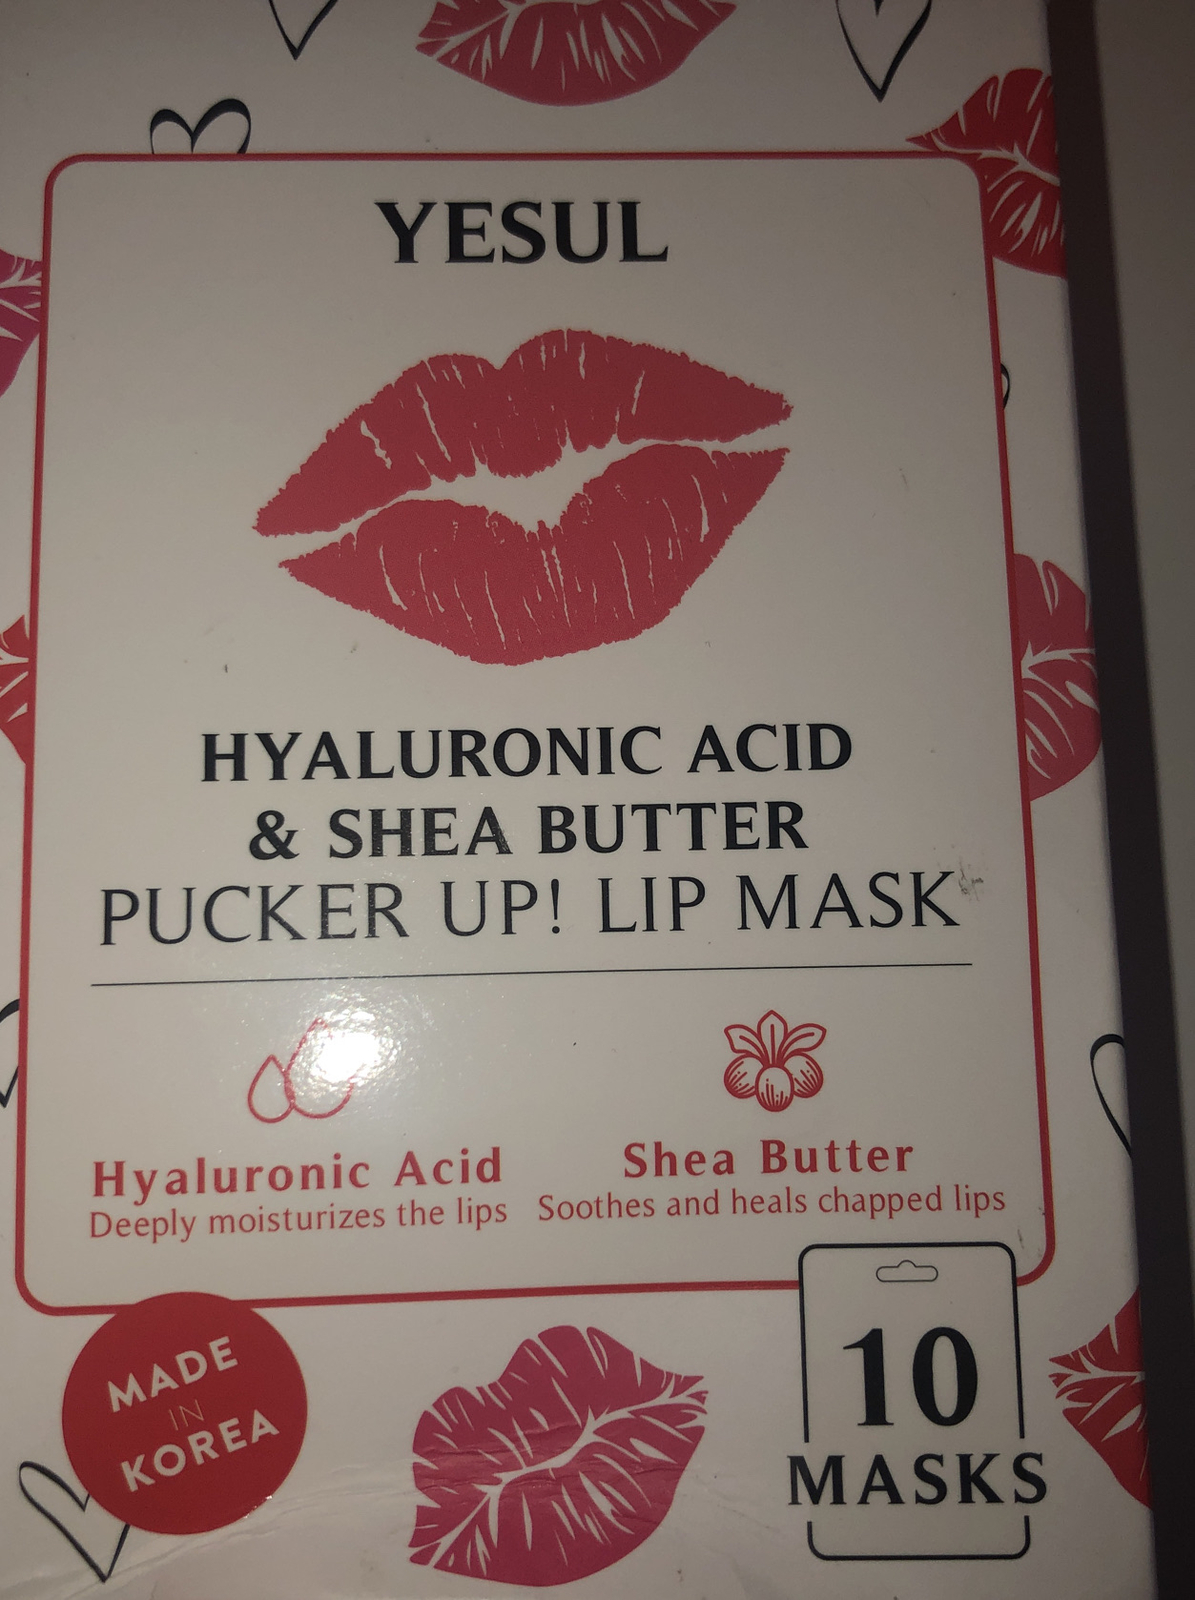 YESUL
HYALURONIC ACID
& SHEA BUTTER
PUCKER UP! LIP MASK
Hyaluronic Acid
Deeply moisturizes the lips
Shea Butter
Soothes and heals chapped lips
MADE
IN
KOREA
10
MASKS